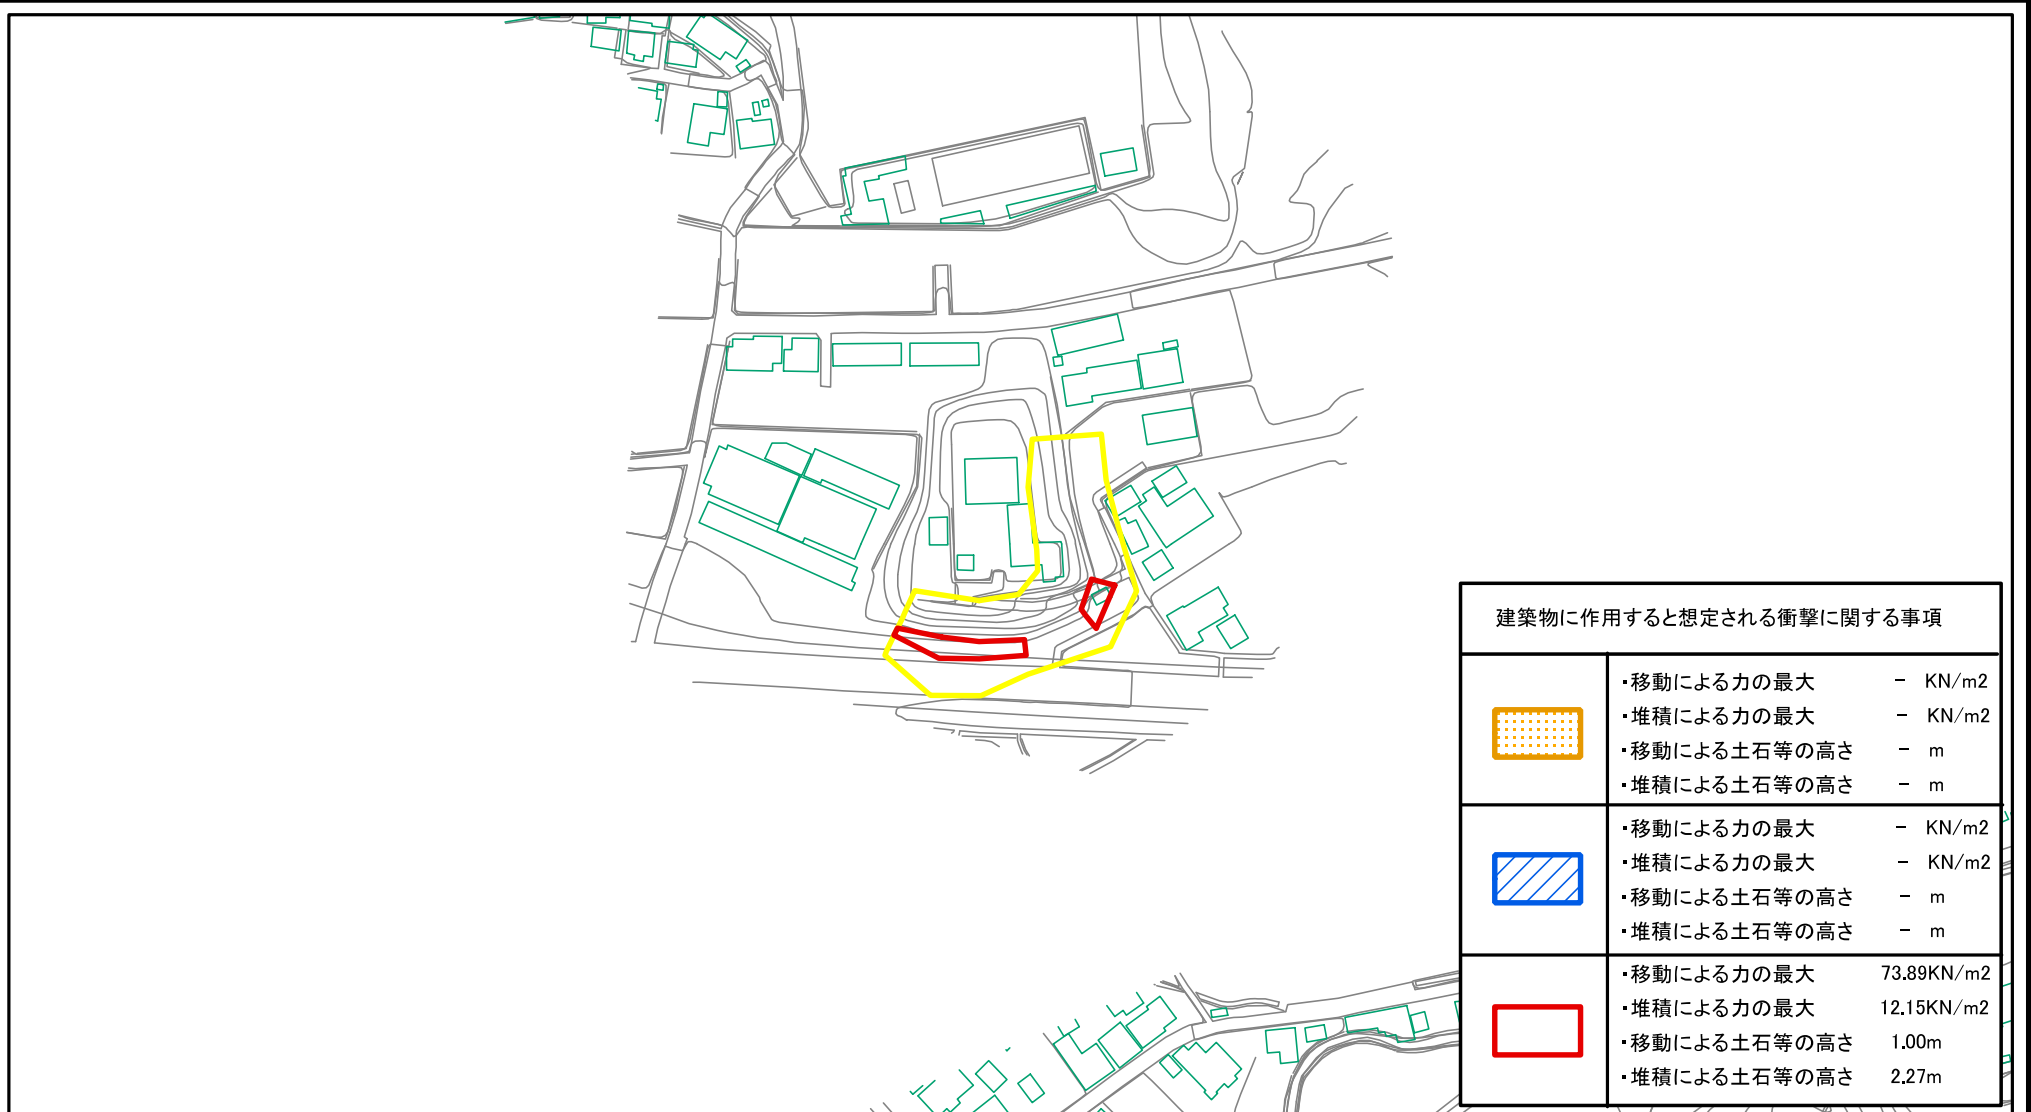 建築物に作用すると想定される衝撃に関する事項
・移動による力の最大 － KN/m2
・堆積による力の最大 － KN/m2
・移動による土石等の高さ － m
・堆積による土石等の高さ － m
・移動による力の最大 － KN/m2
・堆積による力の最大 － KN/m2
・移動による土石等の高さ － m
・堆積による土石等の高さ － m
・移動による力の最大 73.89KN/m2
・堆積による力の最大 12.15KN/m2
・移動による土石等の高さ 1.00m
・堆積による土石等の高さ 2.27m